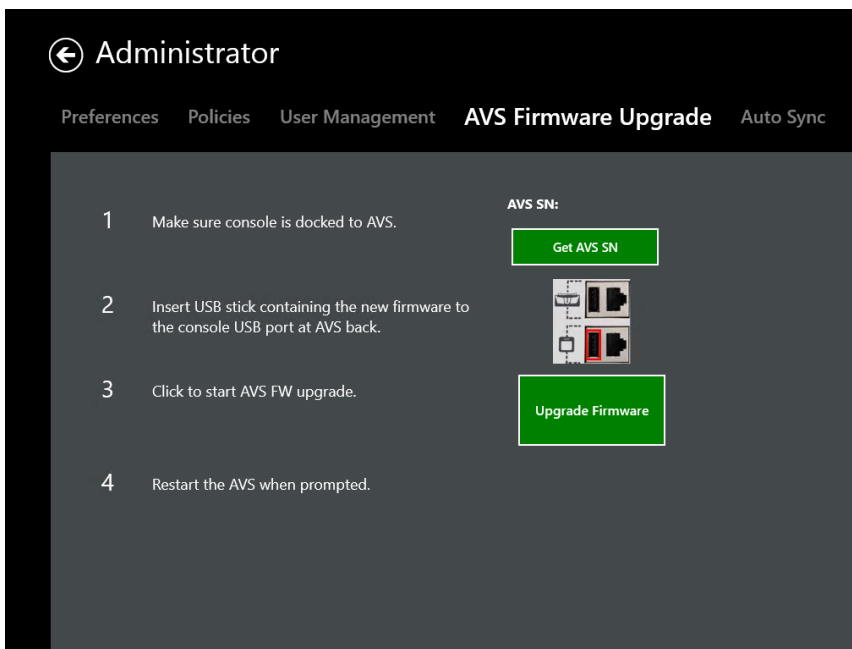 Administrator
Preferences Policies User Management AVS Firmware Upgrade Auto Sync
AVS SN:
1 Make sure console is docked to AVS.
Get AVS SN
2 Insert USB stick containing the new firmware to
the console USB port at AVS back.
3 Click to start AVS FW upgrade.
Upgrade Firmware
4 Restart the AVS when prompted.